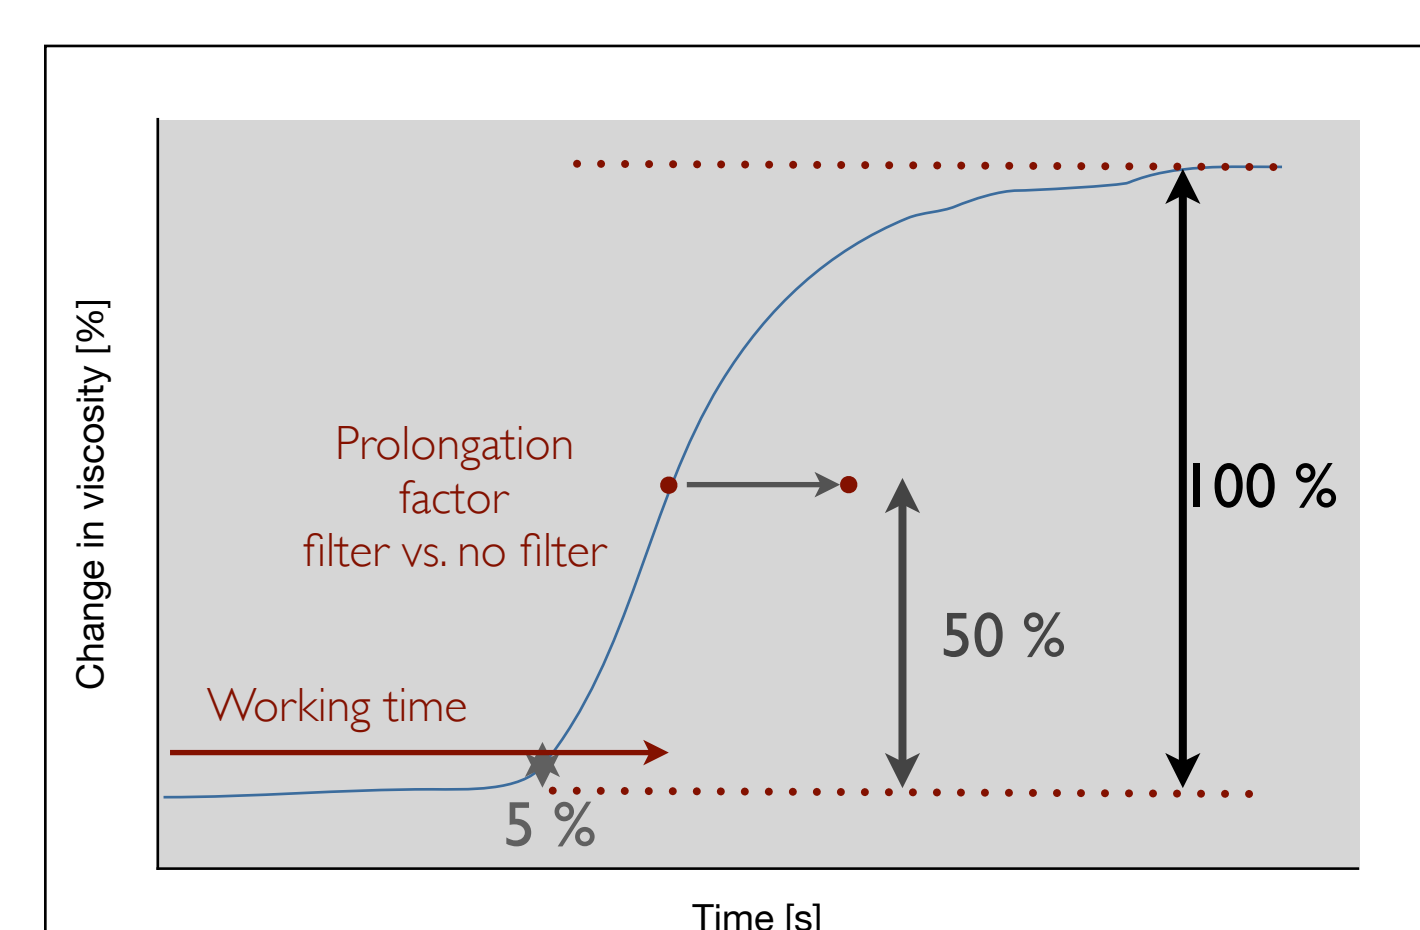 Change in viscosity [%]
Prolongation
factor
filter vs. no filter
100 %
50 %
Working time
5 %
Time [s]